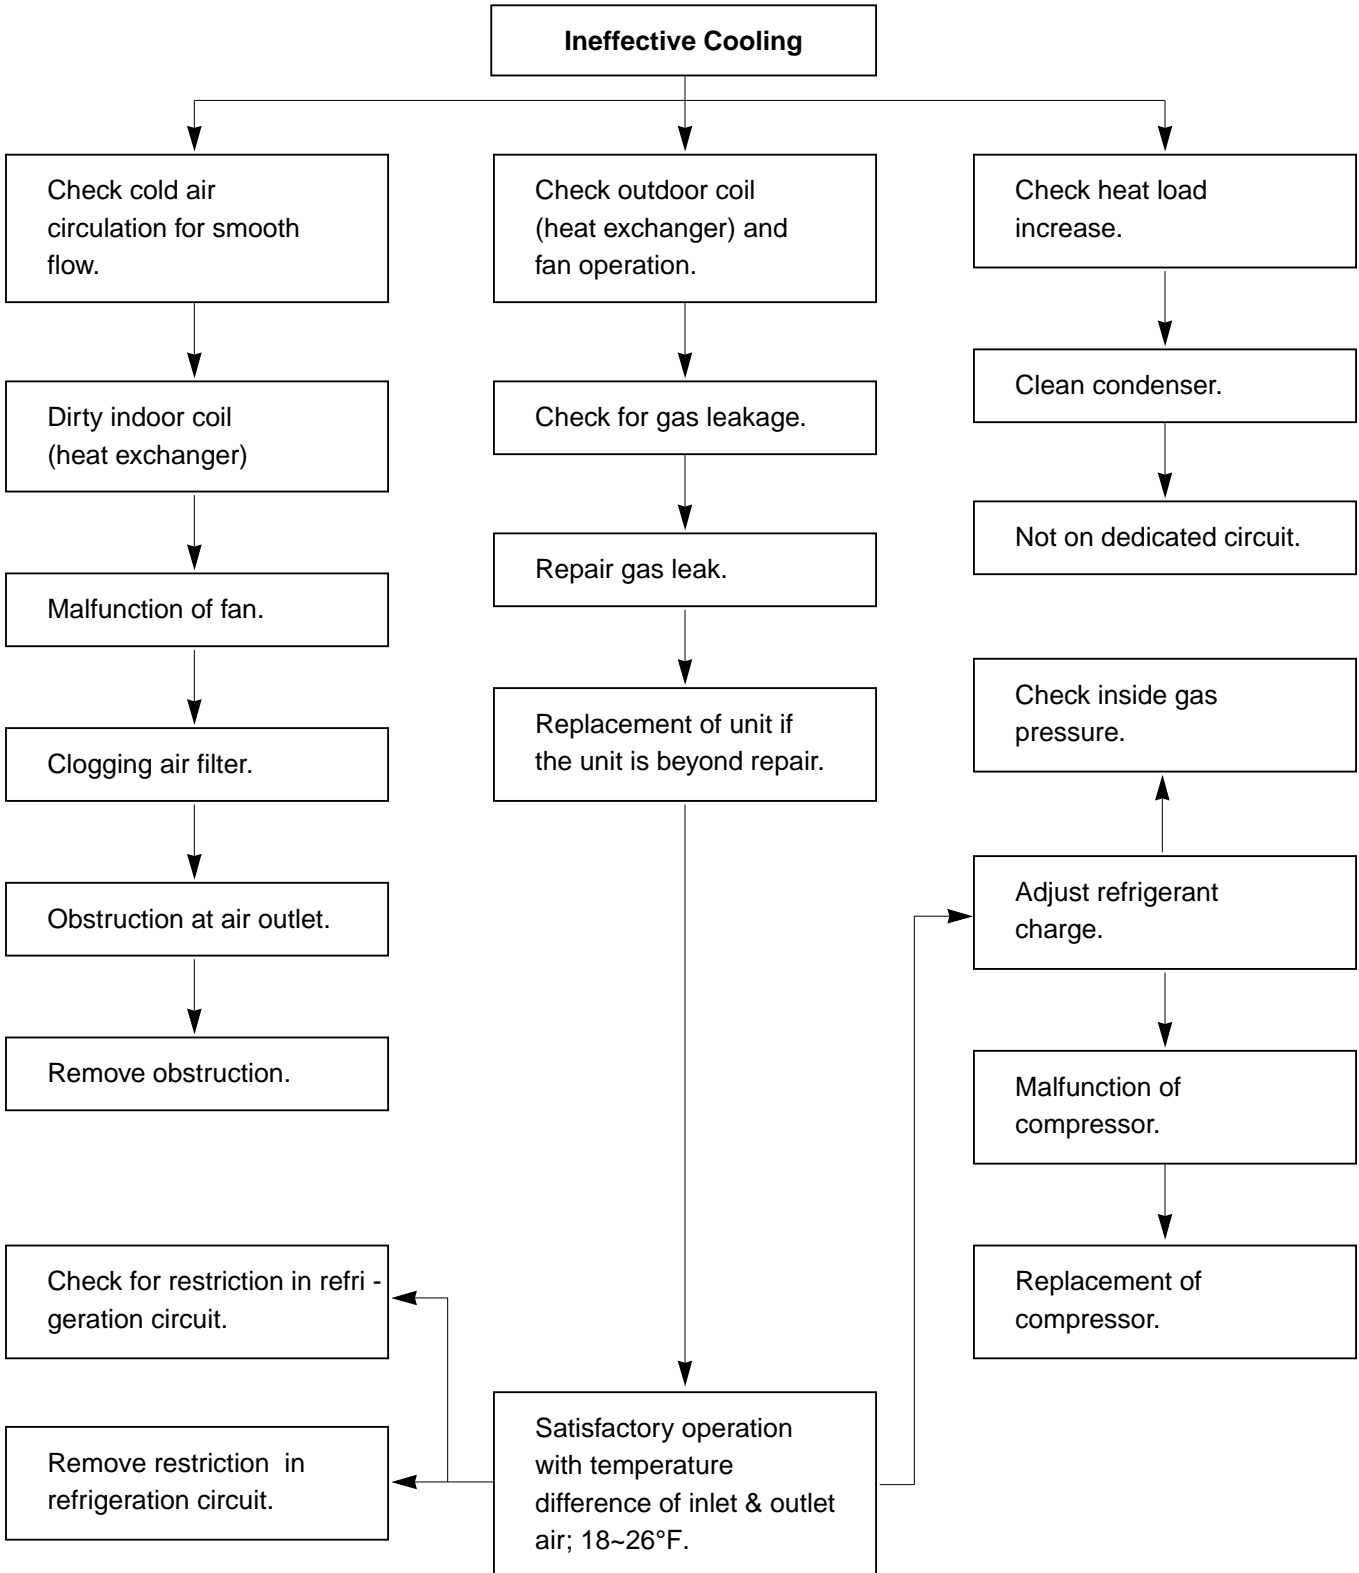 Ineffective Cooling
Check cold air
circulation for smooth
flow.
Dirty indoor coil
(heat exchanger)
Malfunction of fan.
Clogging air filter.
Obstruction at air outlet.
Remove obstruction.
Check for restriction in refri -
geration circuit.
Remove restriction in
refrigeration circuit.
Check outdoor coil
(heat exchanger) and
fan operation.
Check for gas leakage.
Repair gas leak.
Replacement of unit if
the unit is beyond repair.
Satisfactory operation
with temperature
difference of inlet & outlet
air; 18~26°F.
Check heat load
increase.
Clean condenser.
Not on dedicated circuit.
Check inside gas
pressure.
Adjust refrigerant
charge.
Malfunction of
compressor.
Replacement of
compressor.